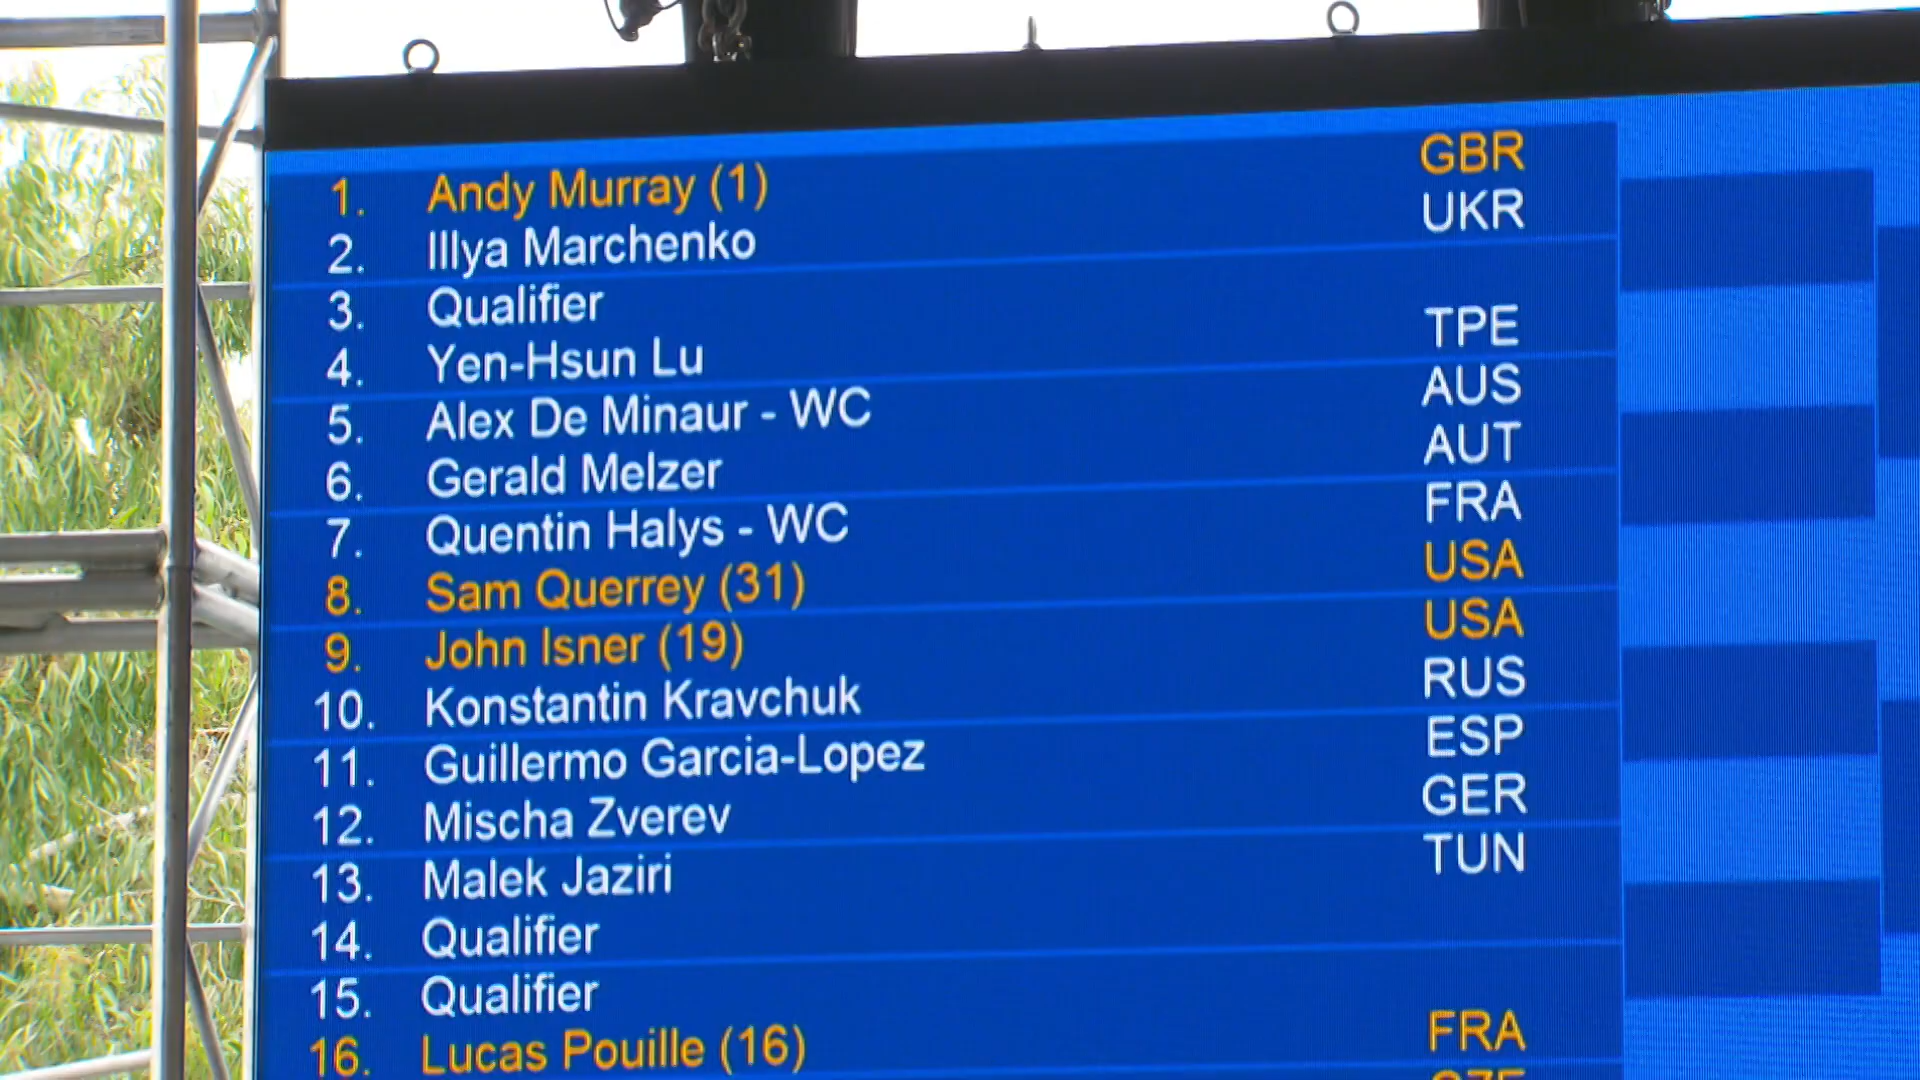 1. Andy Murray (1) GBR
2. Illya Marchenko UKR
3. Qualifier
4. Yen-Hsun Lu TPE
5. Alex De Minaur - WC AUS
6. Gerald Melzer AUT
7. Quentin Halys - WC FRA
8. Sam Querrey (31) USA
9. John Isner (19) USA
10. Konstantin Kravchuk RUS
11. Guillermo Garcia-Lopez ESP
12. Mischa Zverev GER
13. Malek Jaziri TUN
14. Qualifier
15. Qualifier
16. Lucas Pouille (16) FRA